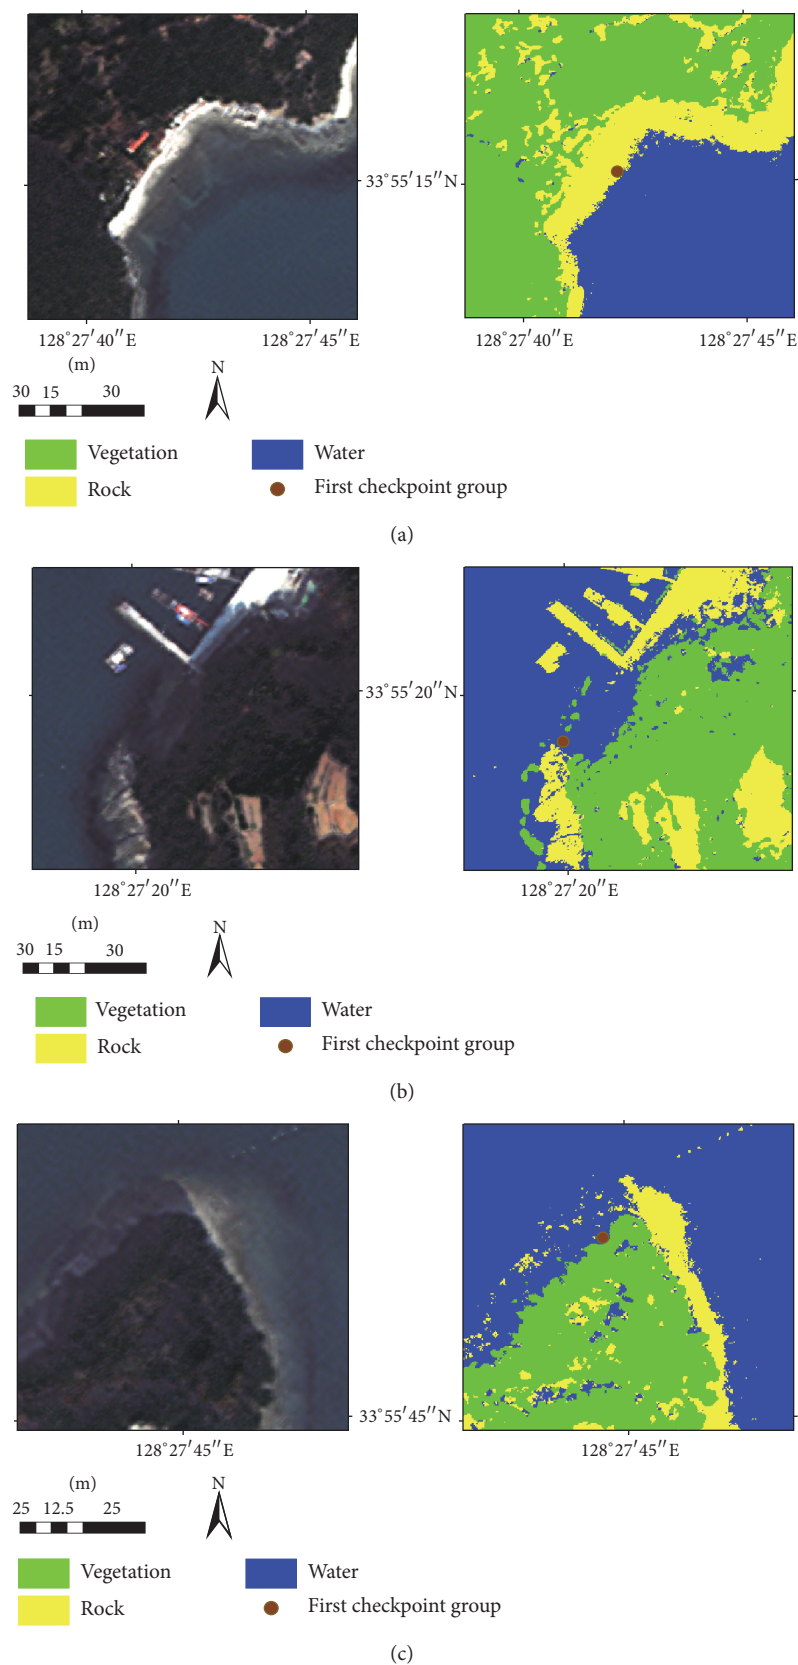 33°55′15″N
128°27′40″E 128°27′45″E 128°27′40″E 128°27′45″E
(m)
30 15 30
N
Vegetation Water
Rock First checkpoint group
(a)
33°55′20″N
128°27′20″E 128°27′20″E
(m)
30 15 30
N
Vegetation Water
Rock First checkpoint group
(b)
33°55′45″N
128°27′45″E 128°27′45″E
(m)
25 12.5 25
N
Vegetation Water
Rock First checkpoint group
(c)